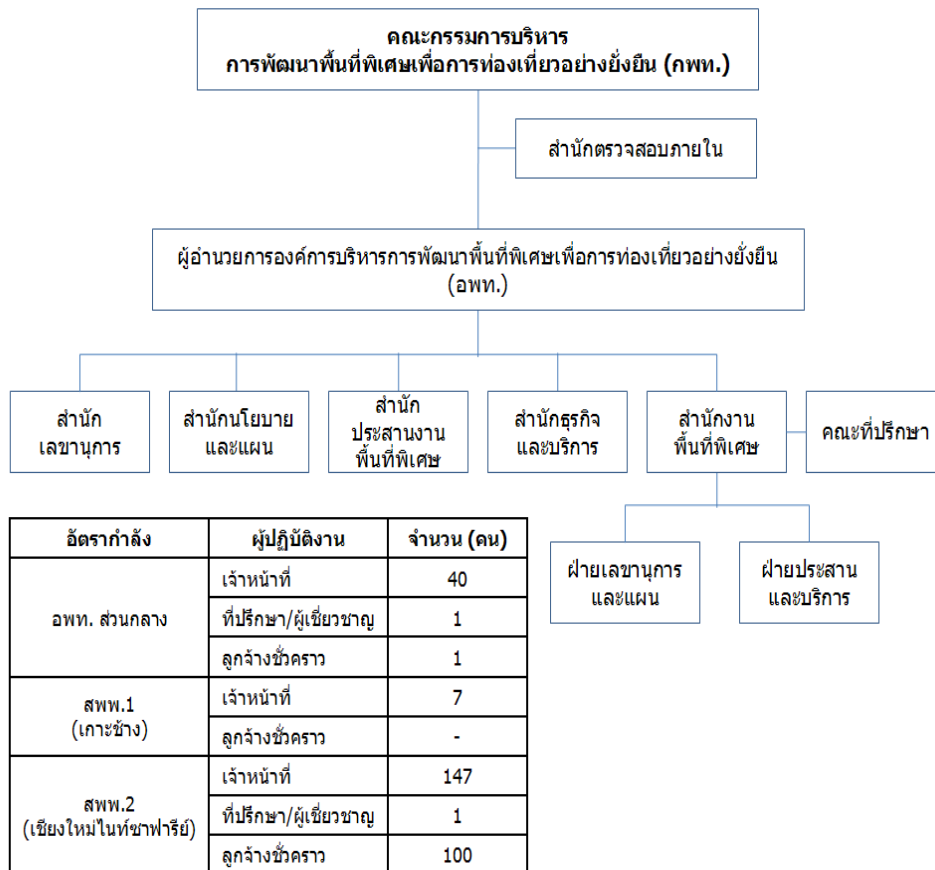 คณะกรรมการบริหาร
การพัฒนาพื้นที่พิเศษเพื่อการท่องเที่ยวอย่างยั่งยืน (กพท.)
สำนักตรวจสอบภายใน
ผู้อำนวยการองค์การบริหารการพัฒนาพื้นที่พิเศษเพื่อการท่องเที่ยวอย่างยั่งยืน
(อพท.)
สำนัก
เลขานุการ
สำนักนโยบาย
และแผน
สำนัก
ประสานงาน
พื้นที่พิเศษ
สำนักธุรกิจ
และบริการ
สำนักงาน
พื้นที่พิเศษ
คณะที่ปรึกษา
ฝ่ายเลขานุการ
และแผน
ฝ่ายประสาน
และบริการ
อัตรากำลัง ผู้ปฏิบัติงาน จำนวน (คน)
อพท. ส่วนกลาง
เจ้าหน้าที่ 40
ที่ปรึกษา/ผู้เชี่ยวชาญ 1
ลูกจ้างชั่วคราว 1
สพพ.1
(เกาะช้าง)
เจ้าหน้าที่ 7
ลูกจ้างชั่วคราว -
สพพ.2
(เชียงใหม่ไนท์ซาฟารีย์)
เจ้าหน้าที่ 147
ที่ปรึกษา/ผู้เชี่ยวชาญ 1
ลูกจ้างชั่วคราว 100